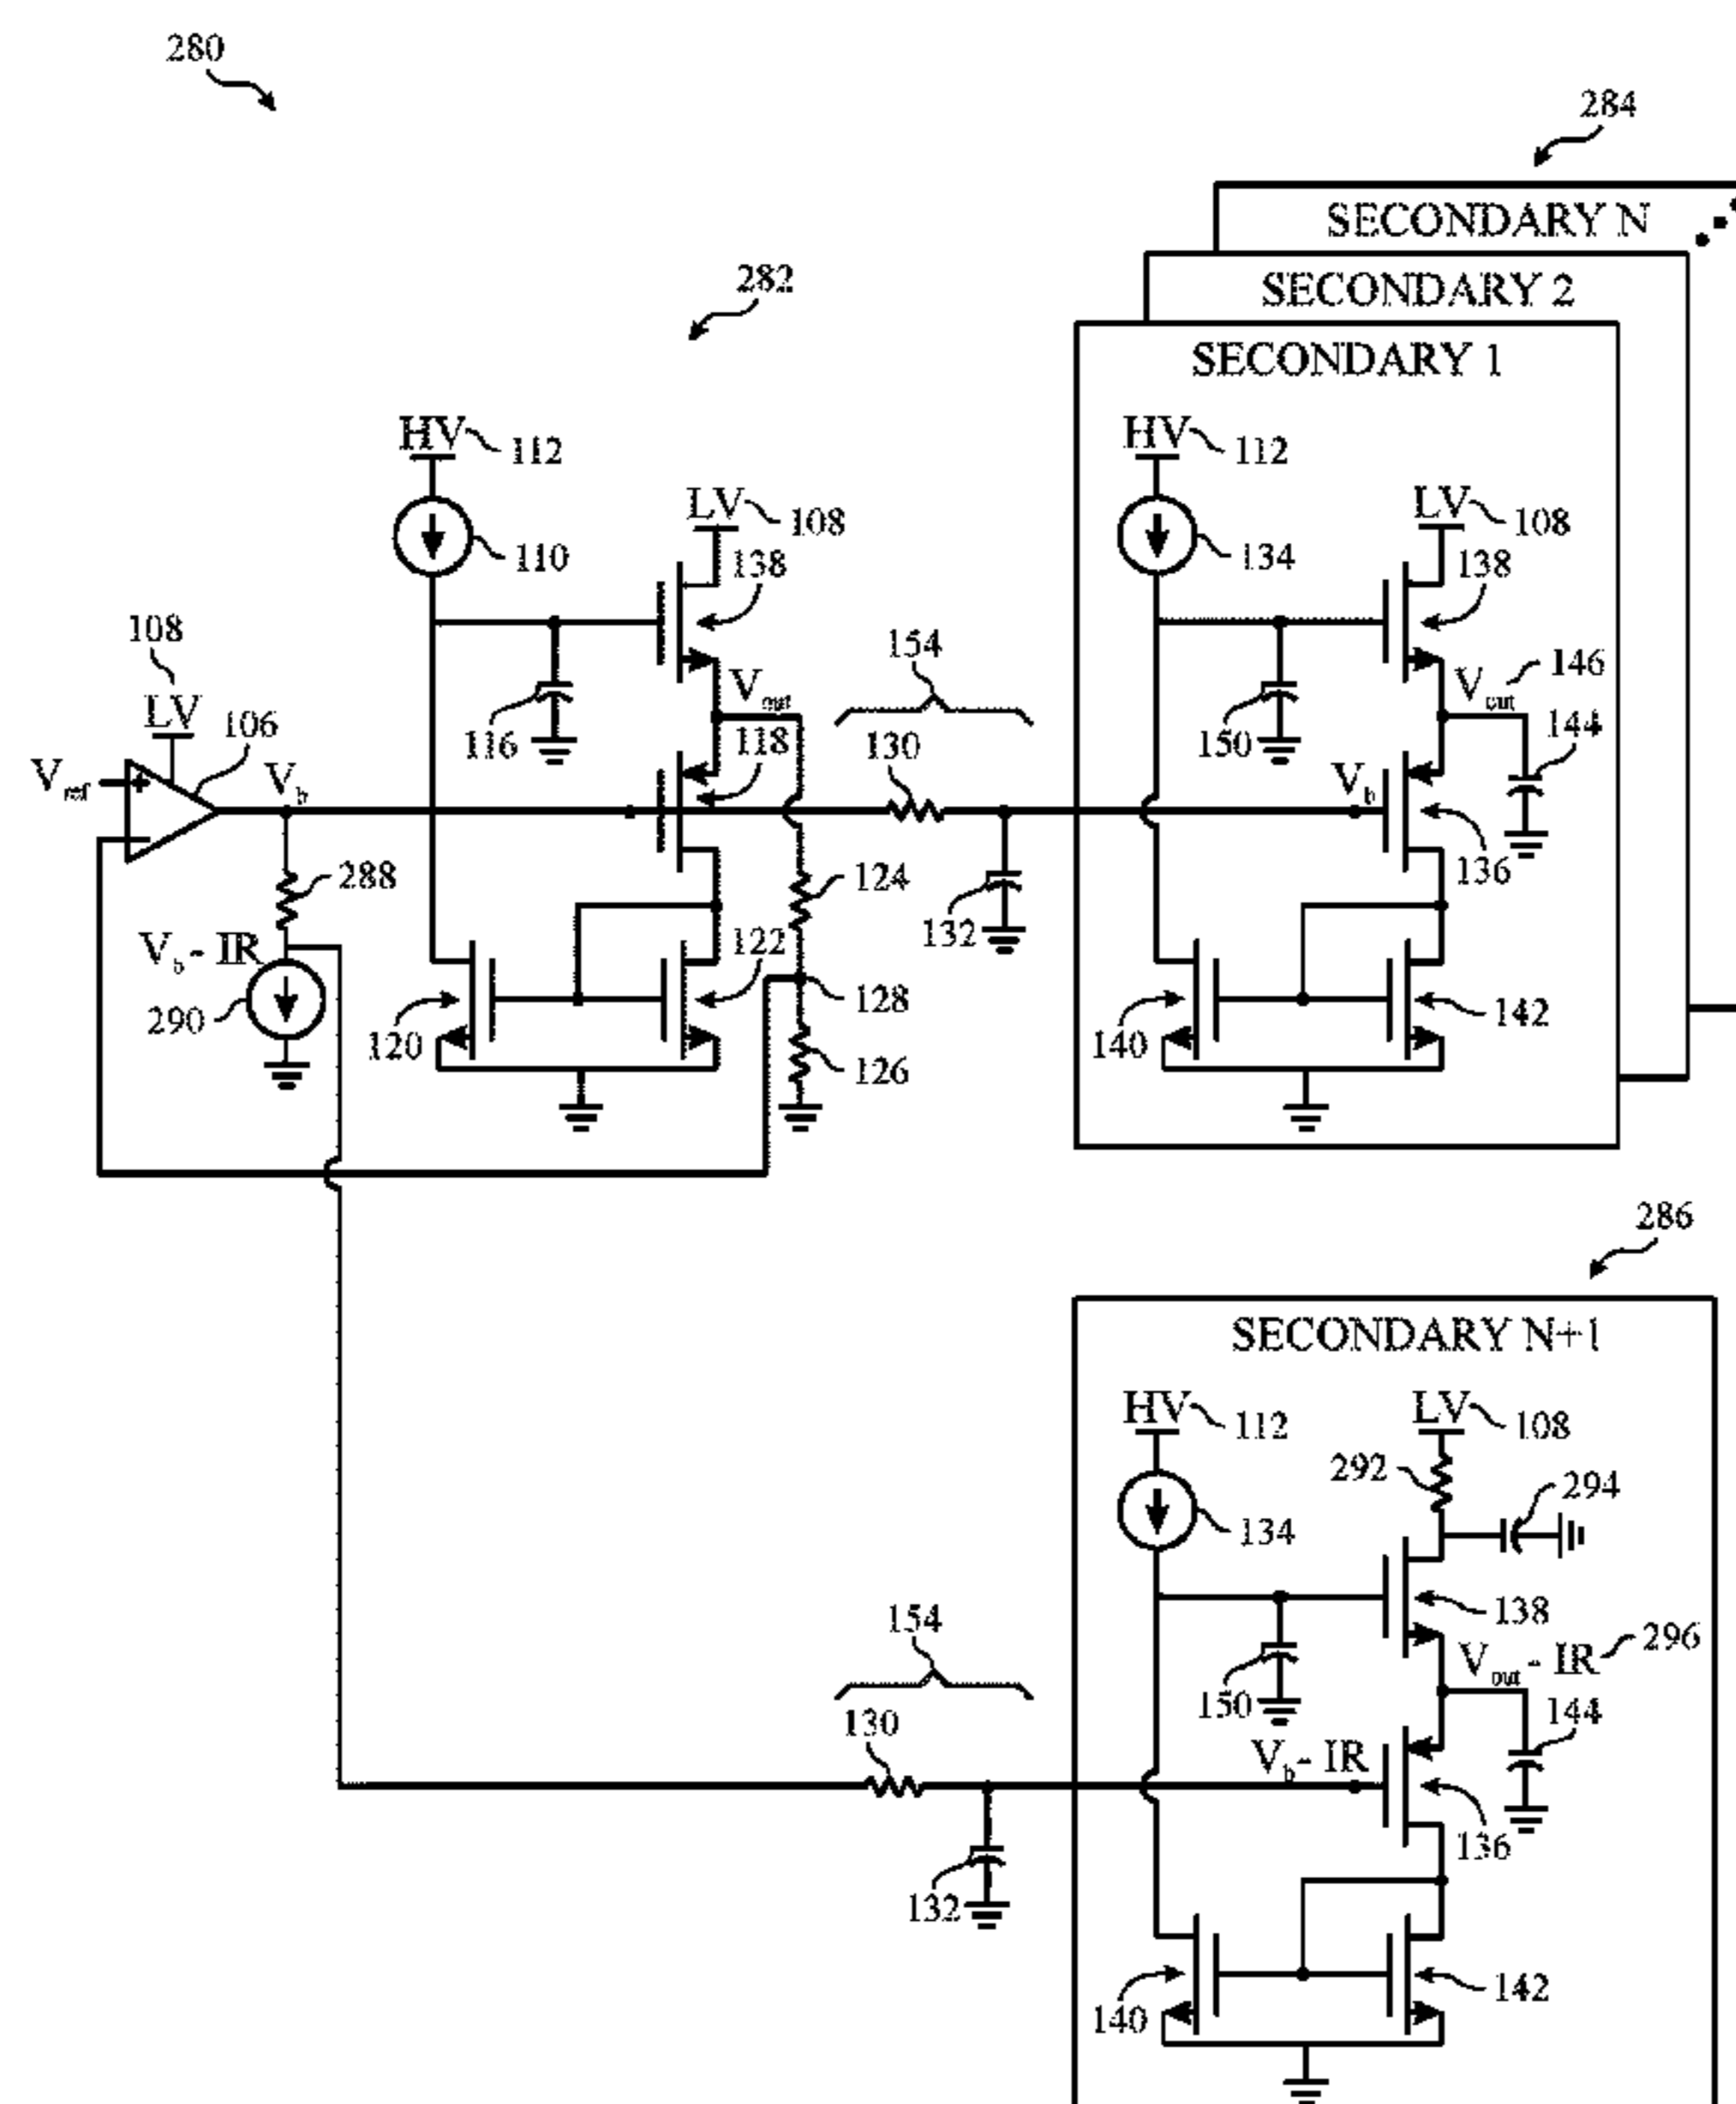 280
284
SECONDARY N
282
SECONDARY 2
SECONDARY 1
HV 112
LV 108
110
138
108
LV
106
V_ref
+
-
V_b
116
V_out
118
154
130
132
288
V_b - IR
290
120
122
124
128
126
HV 112
LV 108
134
138
V_out 146
150
144
V_b
136
140
142
286
SECONDARY N+1
HV 112
LV 108
292
294
134
138
V_out - IR 296
150
144
154
130
V_b - IR
136
132
140
142